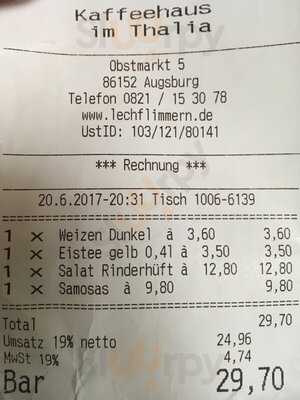 Kaffeehaus
im Thalia
Obstmarkt 5
86152 Augsburg
Telefon 0821 / 15 30 78
www.lechflimmern.de
UstID: 103/121/80141
*** Rechnung ***
20.6.2017-20:31 Tisch 1006-6139
1 x Weizen Dunkel à 3,60 3,60
1 x Eistee gelb 0,4l à 3,50 3,50
1 x Salat Rinderhüft à 12,80 12,80
1 x Samosas à 9,80 9,80
Total 29,70
Umsatz 19% netto 24,96
MwSt 19% 4,74
Bar 29,70